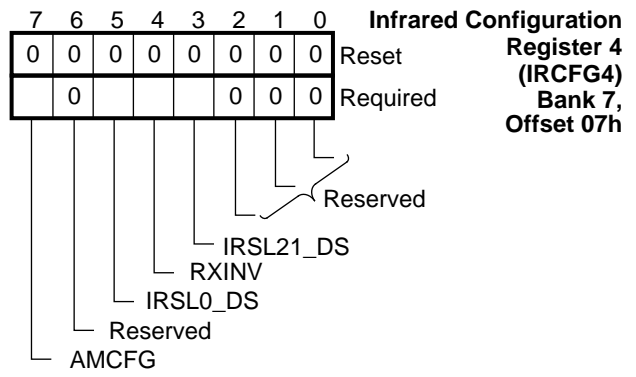 7 6 5 4 3 2 1 0
Infrared Configuration
Register 4
(IRCFG4)
Bank 7,
Offset 07h
0 0 0 0 0 0 0 0 Reset
0 0 0 0 Required
Reserved
IRSL21_DS
RXINV
IRSL0_DS
Reserved
AMCFG